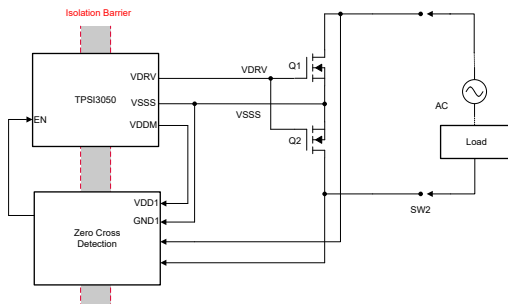 Isolation Barrier
TPSI3050
VDRV
VSSS
VDDM
EN
VDRV
VSSS
Q1
Q2
AC
Load
SW2
Zero Cross
Detection
VDD1
GND1